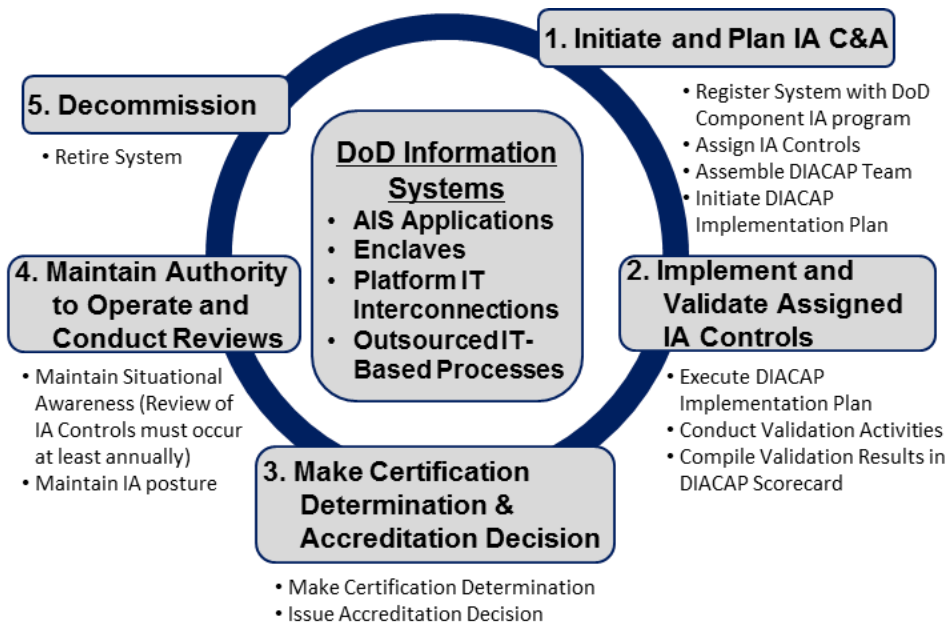 1. Initiate and Plan IA C&A
• Register System with DoD
Component IA program
• Assign IA Controls
• Assemble DIACAP Team
• Initiate DIACAP
Implementation Plan
2. Implement and
Validate Assigned
IA Controls
• Execute DIACAP
Implementation Plan
• Conduct Validation Activities
• Compile Validation Results in
DIACAP Scorecard
3. Make Certification
Determination &
Accreditation Decision
• Make Certification Determination
• Issue Accreditation Decision
4. Maintain Authority
to Operate and
Conduct Reviews
• Maintain Situational
Awareness (Review of
IA Controls must occur
at least annually)
• Maintain IA posture
5. Decommission
• Retire System
DoD Information
Systems
• AIS Applications
• Enclaves
• Platform IT
Interconnections
• Outsourced IT-
Based Processes